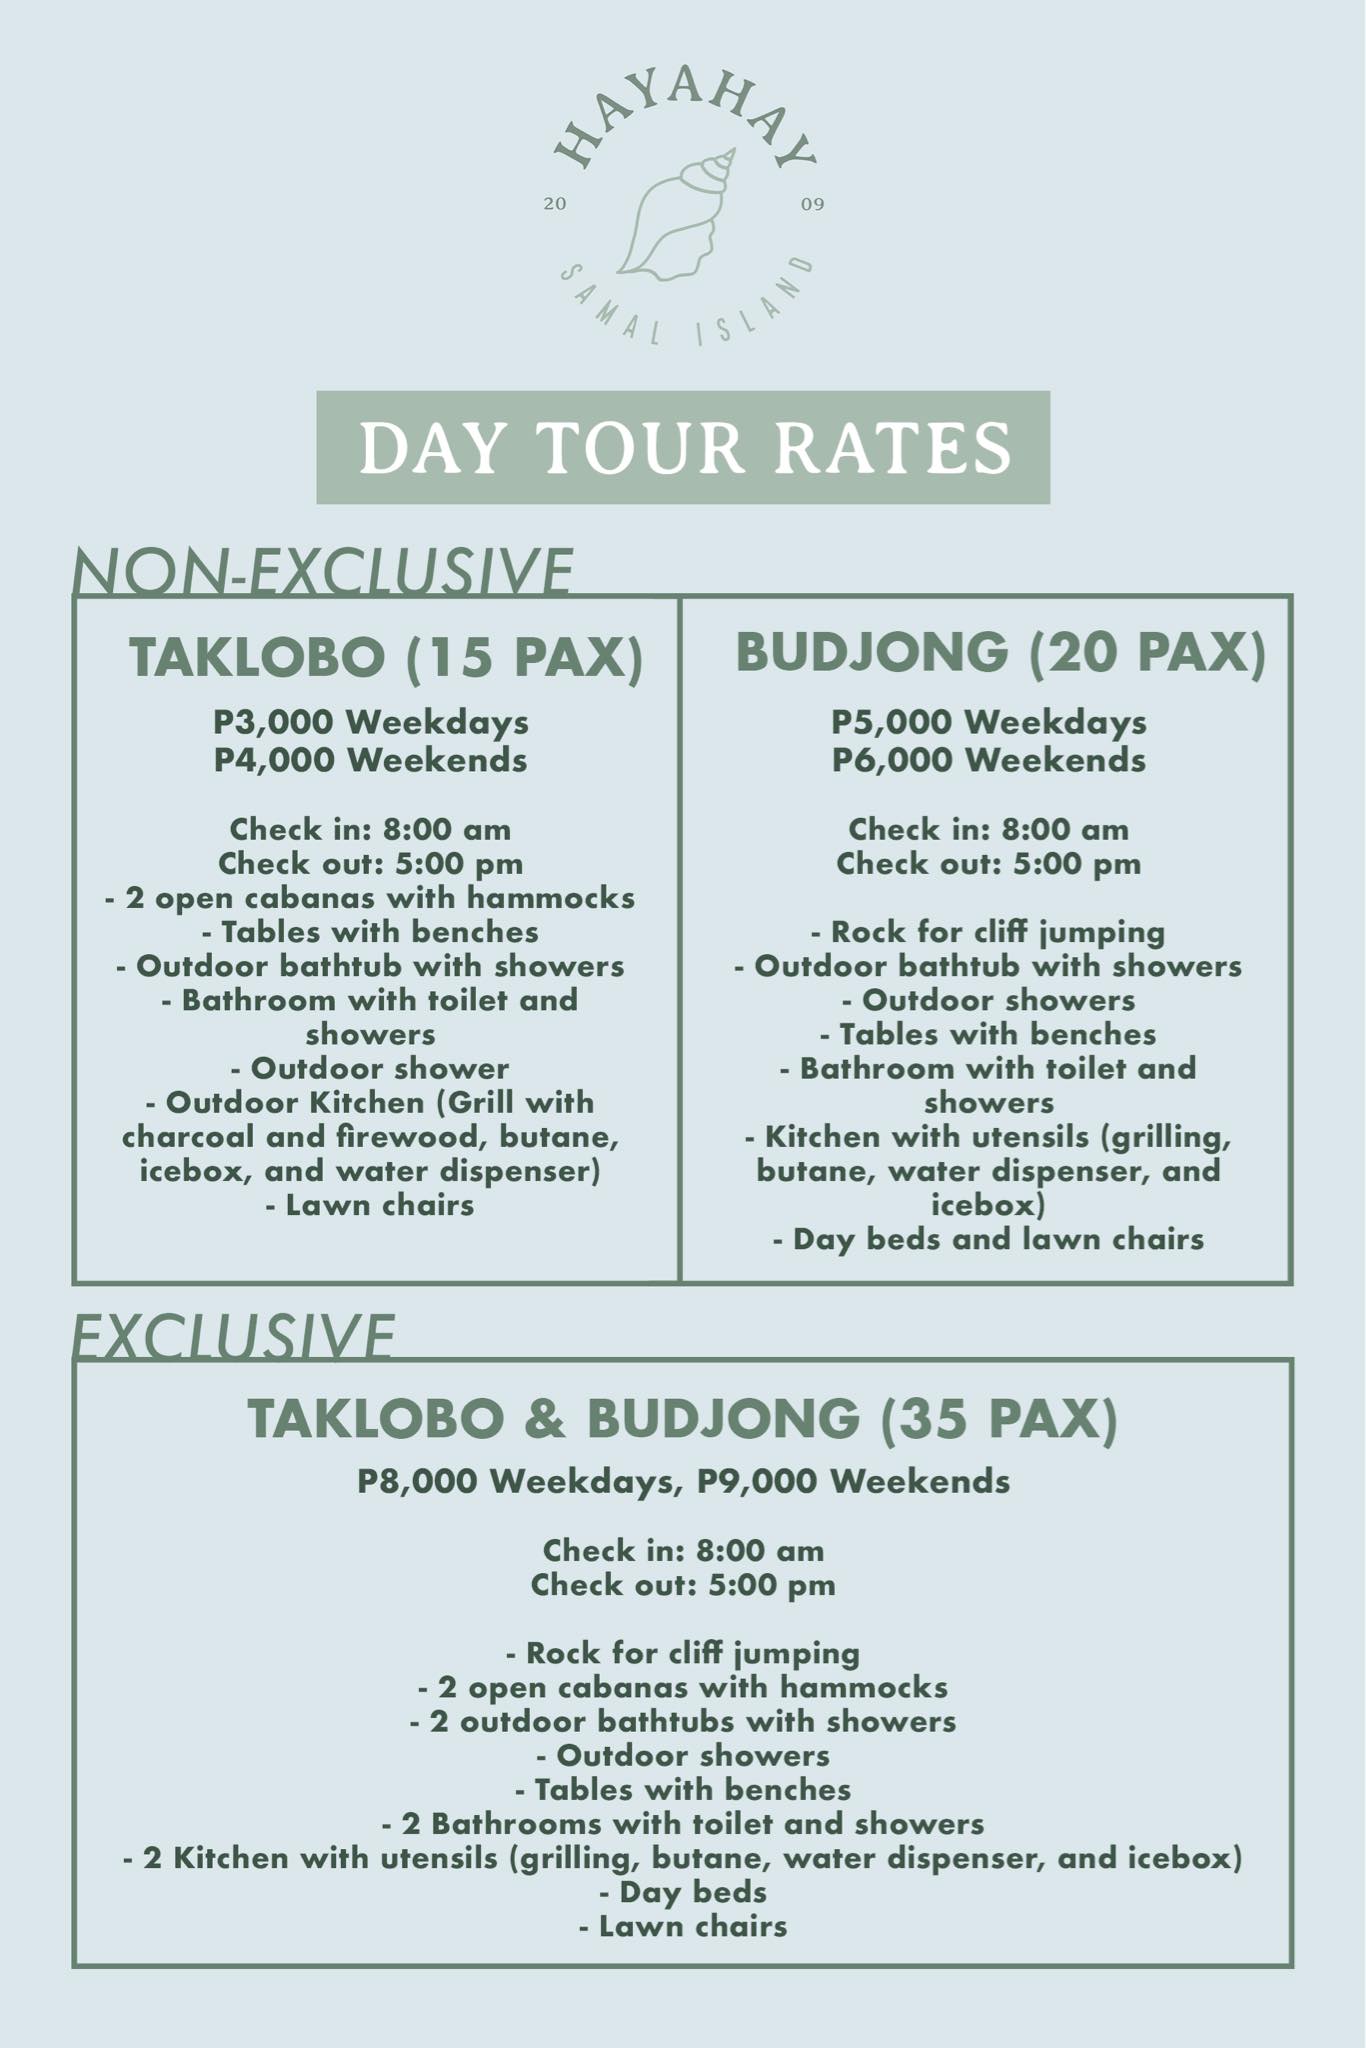 HAYAHAY
20 09
SAMAL ISLAND
DAY TOUR RATES
NON-EXCLUSIVE
TAKLOBO (15 PAX)
P3,000 Weekdays
P4,000 Weekends
Check in: 8:00 am
Check out: 5:00 pm
- 2 open cabanas with hammocks
- Tables with benches
- Outdoor bathtub with showers
- Bathroom with toilet and
showers
- Outdoor shower
- Outdoor Kitchen (Grill with
charcoal and firewood, butane,
icebox, and water dispenser)
- Lawn chairs
BUDJONG (20 PAX)
P5,000 Weekdays
P6,000 Weekends
Check in: 8:00 am
Check out: 5:00 pm
- Rock for cliff jumping
- Outdoor bathtub with showers
- Outdoor showers
- Tables with benches
- Bathroom with toilet and
showers
- Kitchen with utensils (grilling,
butane, water dispenser, and
icebox)
- Day beds and lawn chairs
EXCLUSIVE
TAKLOBO & BUDJONG (35 PAX)
P8,000 Weekdays, P9,000 Weekends
Check in: 8:00 am
Check out: 5:00 pm
- Rock for cliff jumping
- 2 open cabanas with hammocks
- 2 outdoor bathtubs with showers
- Outdoor showers
- Tables with benches
- 2 Bathrooms with toilet and showers
- 2 Kitchen with utensils (grilling, butane, water dispenser, and icebox)
- Day beds
- Lawn chairs